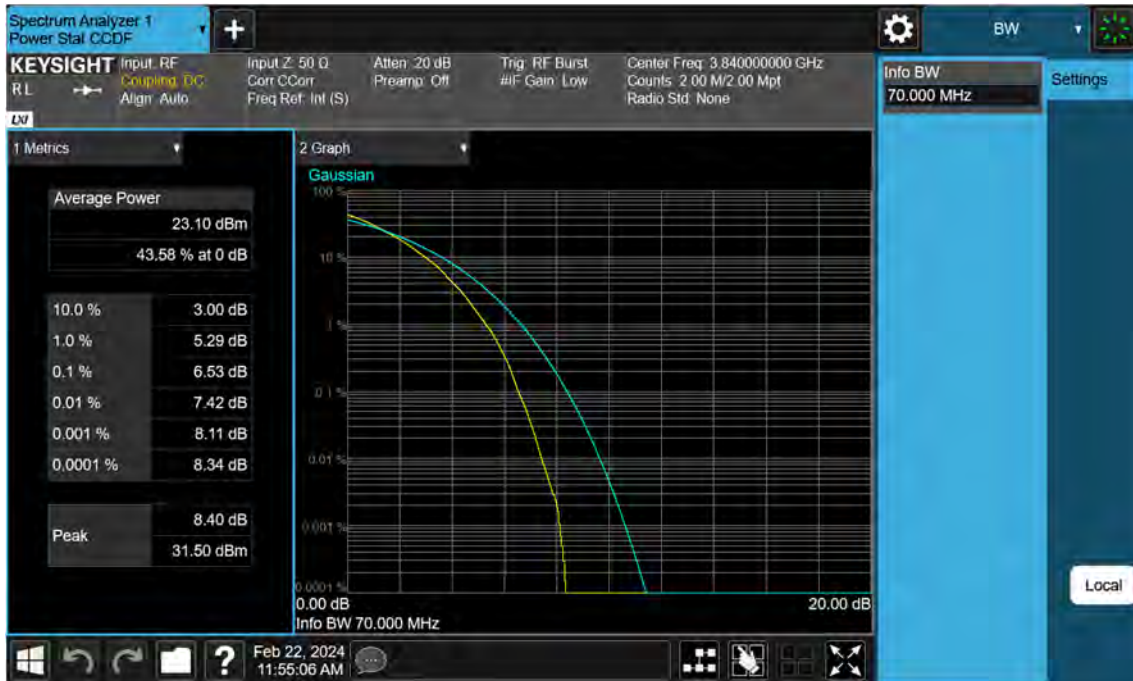 Spectrum Analyzer 1
Power Stat CCDF
BW
KEYSIGHT
RL
LXI
Input: RF
Coupling: DC
Align: Auto
Input Z: 50 Ω
Corr CCorr
Freq Ref: Int (S)
Atten: 20 dB
Preamp: Off
Trig: RF Burst
#IF Gain: Low
Center Freq: 3.840000000 GHz
Counts: 2.00 M/2.00 Mpt
Radio Std: None
Info BW
70.000 MHz
Settings
1 Metrics
Average Power
23.10 dBm
43.58 % at 0 dB
10.0 % 3.00 dB
1.0 % 5.29 dB
0.1 % 6.53 dB
0.01 % 7.42 dB
0.001 % 8.11 dB
0.0001 % 8.34 dB
Peak
8.40 dB
31.50 dBm
2 Graph
Gaussian
100 %
10 %
1 %
0.1 %
0.01 %
0.001 %
0.0001 %
0.00 dB 20.00 dB
Info BW 70.000 MHz
Local
?
Feb 22, 2024
11:55:06 AM